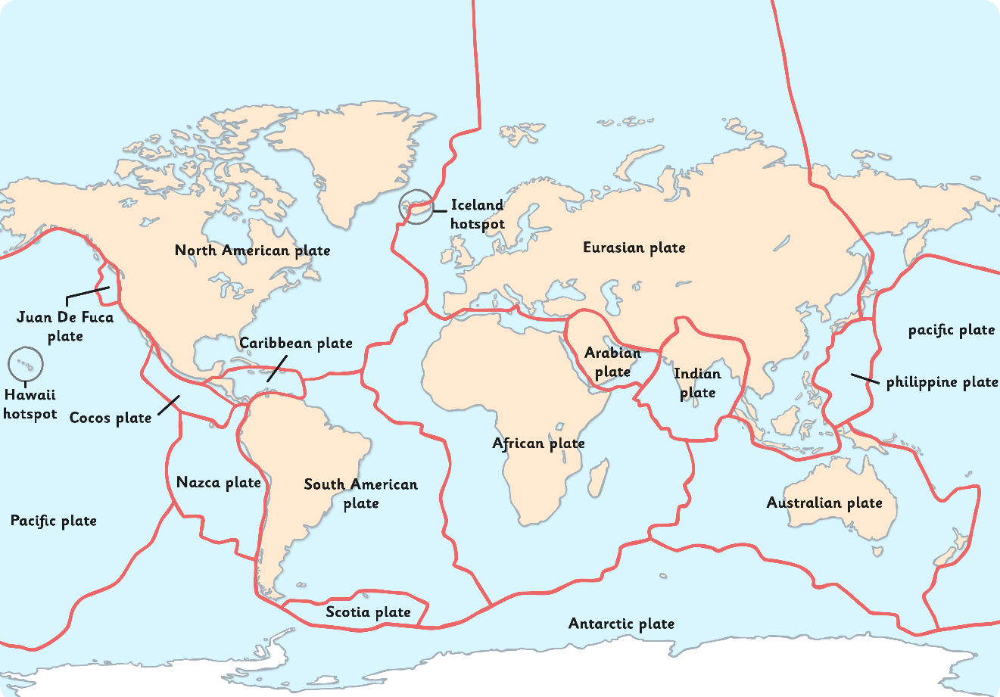 Iceland
hotspot
North American plate
Eurasian plate
Juan De Fuca
plate
Caribbean plate
Arabian
plate
Indian
plate
pacific plate
philippine plate
Hawaii
hotspot
Cocos plate
African plate
Nazca plate
South American
plate
Australian plate
Pacific plate
Scotia plate
Antarctic plate